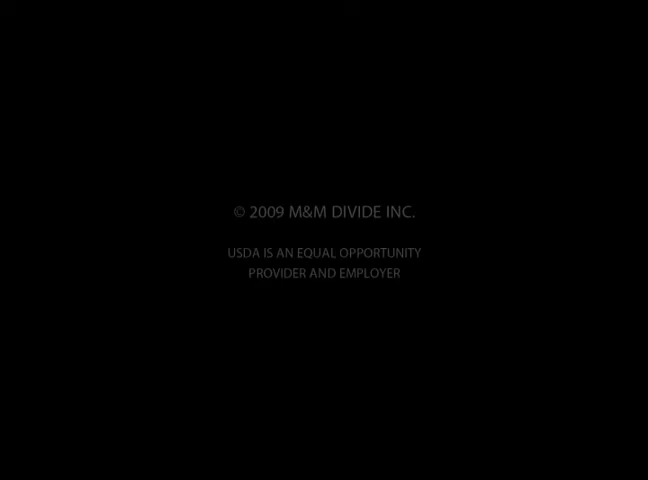 © 2009 M&M DIVIDE INC.
USDA IS AN EQUAL OPPORTUNITY
PROVIDER AND EMPLOYER